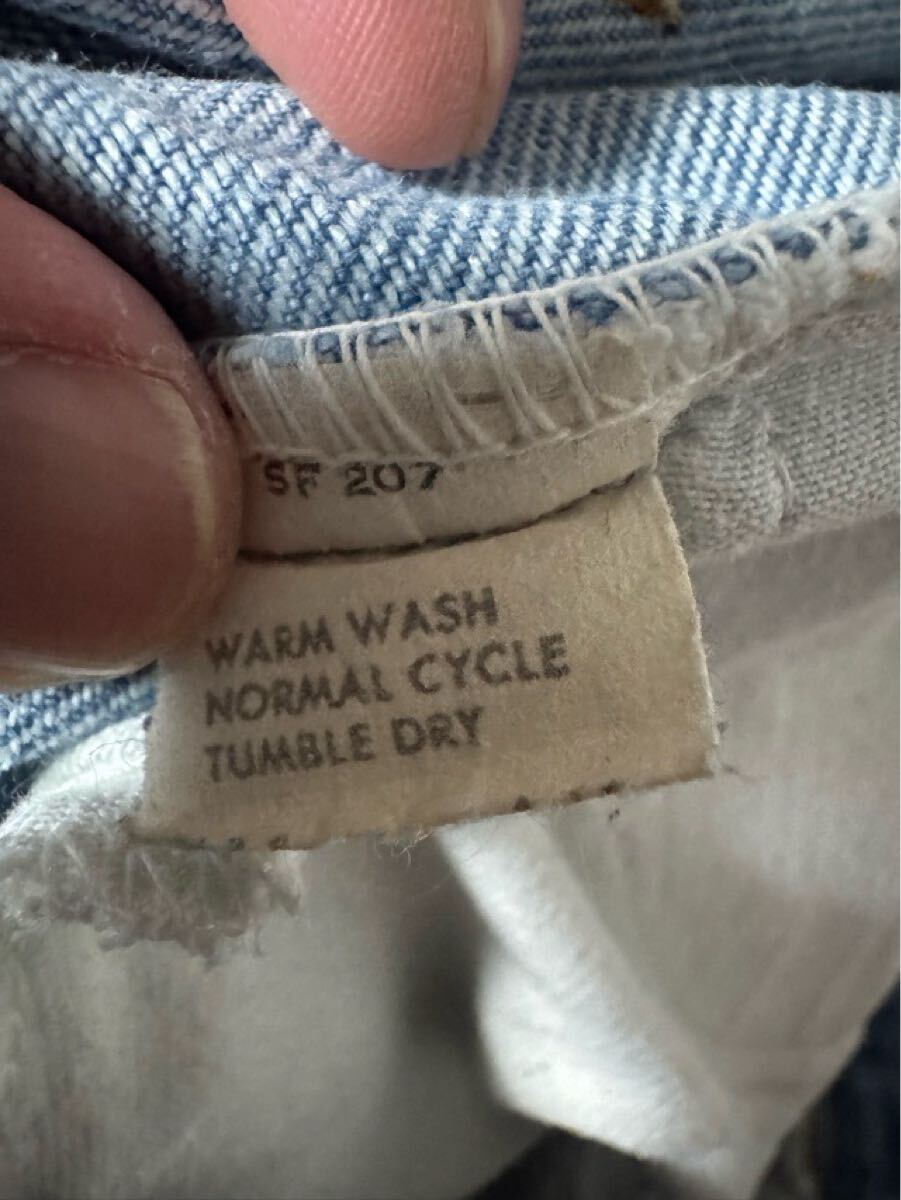 SF 207
WARM WASH
NORMAL CYCLE
TUMBLE DRY